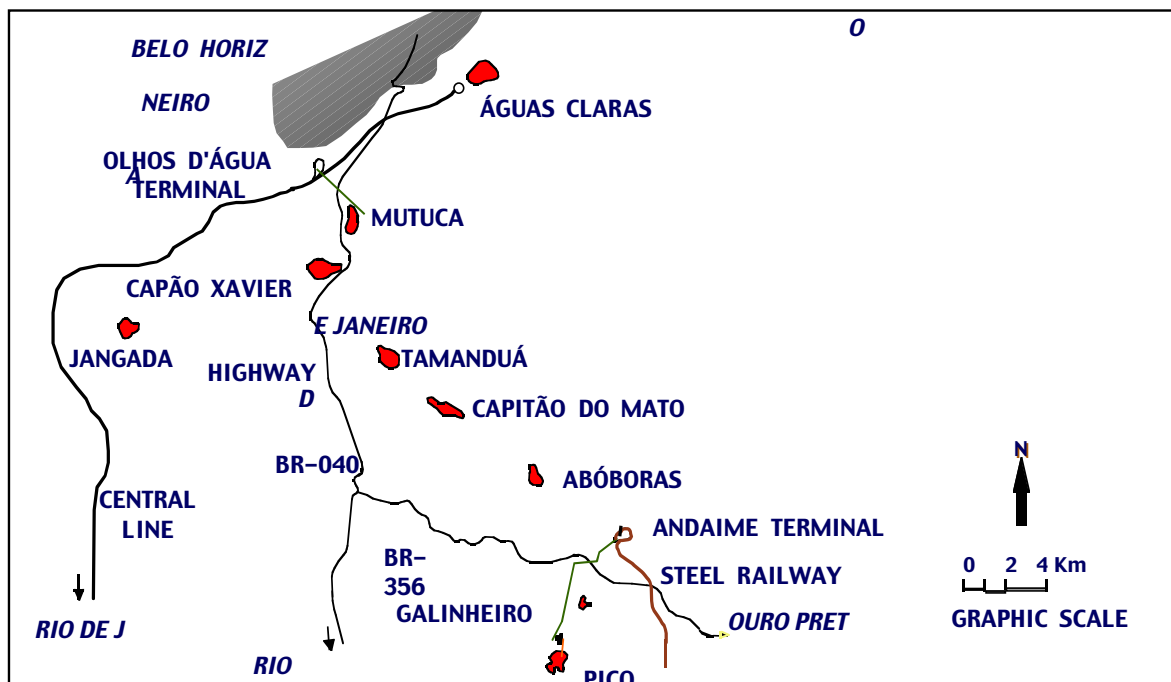 O
BELO HORIZ
NEIRO
ÁGUAS CLARAS
OLHOS D'ÁGUA
A
TERMINAL
MUTUCA
CAPÃO XAVIER
E JANEIRO
JANGADA
TAMANDUÁ
HIGHWAY
D
CAPITÃO DO MATO
N
BR-040
ABÓBORAS
CENTRAL
LINE
ANDAIME TERMINAL
BR-
356
STEEL RAILWAY
0 2 4 Km
GALINHEIRO
OURO PRET
GRAPHIC SCALE
RIO DE J
RIO
PICO